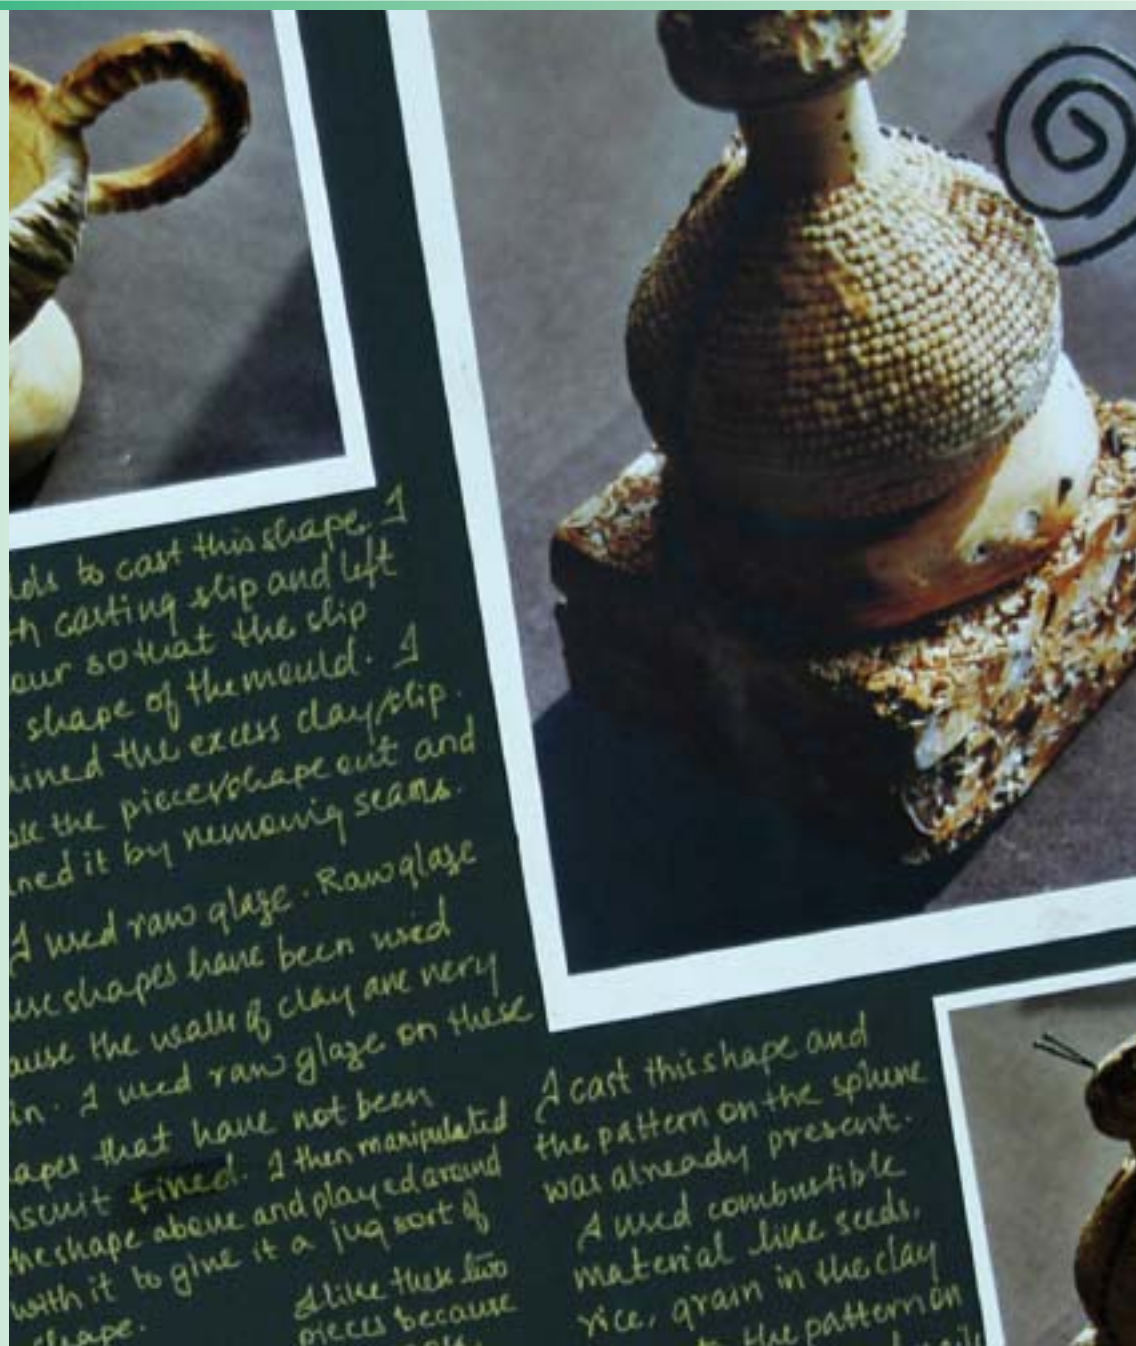 lds to cast this shape. I
th casting slip and left
our so that the slip
shape of the mould. I
ined the excess clay/slip.
the piece/shape out and
ned it by removing seams.
I used raw glaze. Raw glaze
ese shapes have been used
ause the walls of clay are very
in. I used raw glaze on these
apes that have not been
iscuit fired. I then manipulated
the shape above and played around
with it to give it a jug sort of
shape.
I like these two
pieces because
I cast this shape and
the pattern on the sphere
was already present.
I used combustible
material like seeds,
rice, grain in the clay
the pattern on